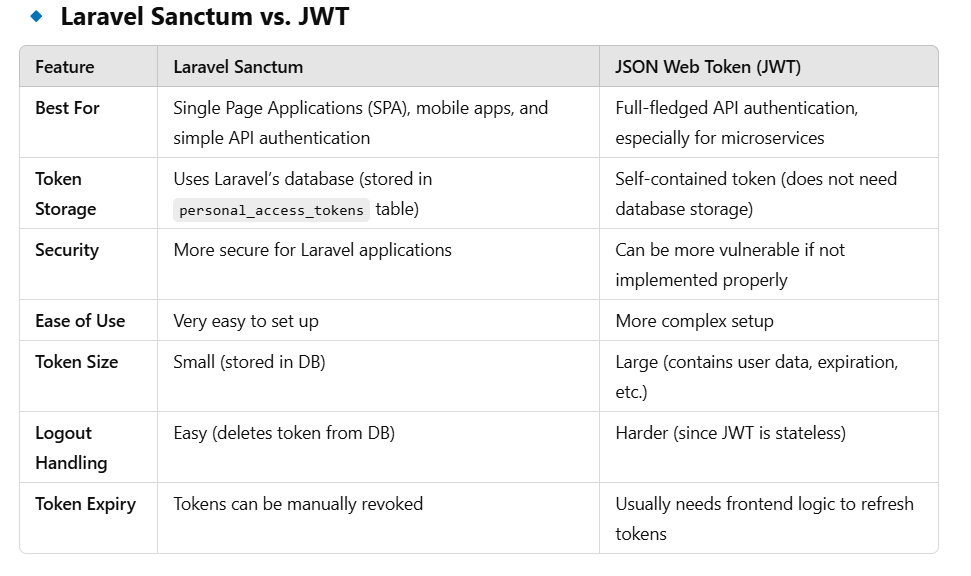 Laravel Sanctum vs. JWT
Feature Laravel Sanctum JSON Web Token (JWT)
Best For Single Page Applications (SPA), mobile apps, and Full-fledged API authentication,
simple API authentication especially for microservices
Token Uses Laravel’s database (stored in Self-contained token (does not need
Storage personal_access_tokens table) database storage)
Security More secure for Laravel applications Can be more vulnerable if not
implemented properly
Ease of Use Very easy to set up More complex setup
Token Size Small (stored in DB) Large (contains user data, expiration,
etc.)
Logout Easy (deletes token from DB) Harder (since JWT is stateless)
Handling
Token Expiry Tokens can be manually revoked Usually needs frontend logic to refresh
tokens